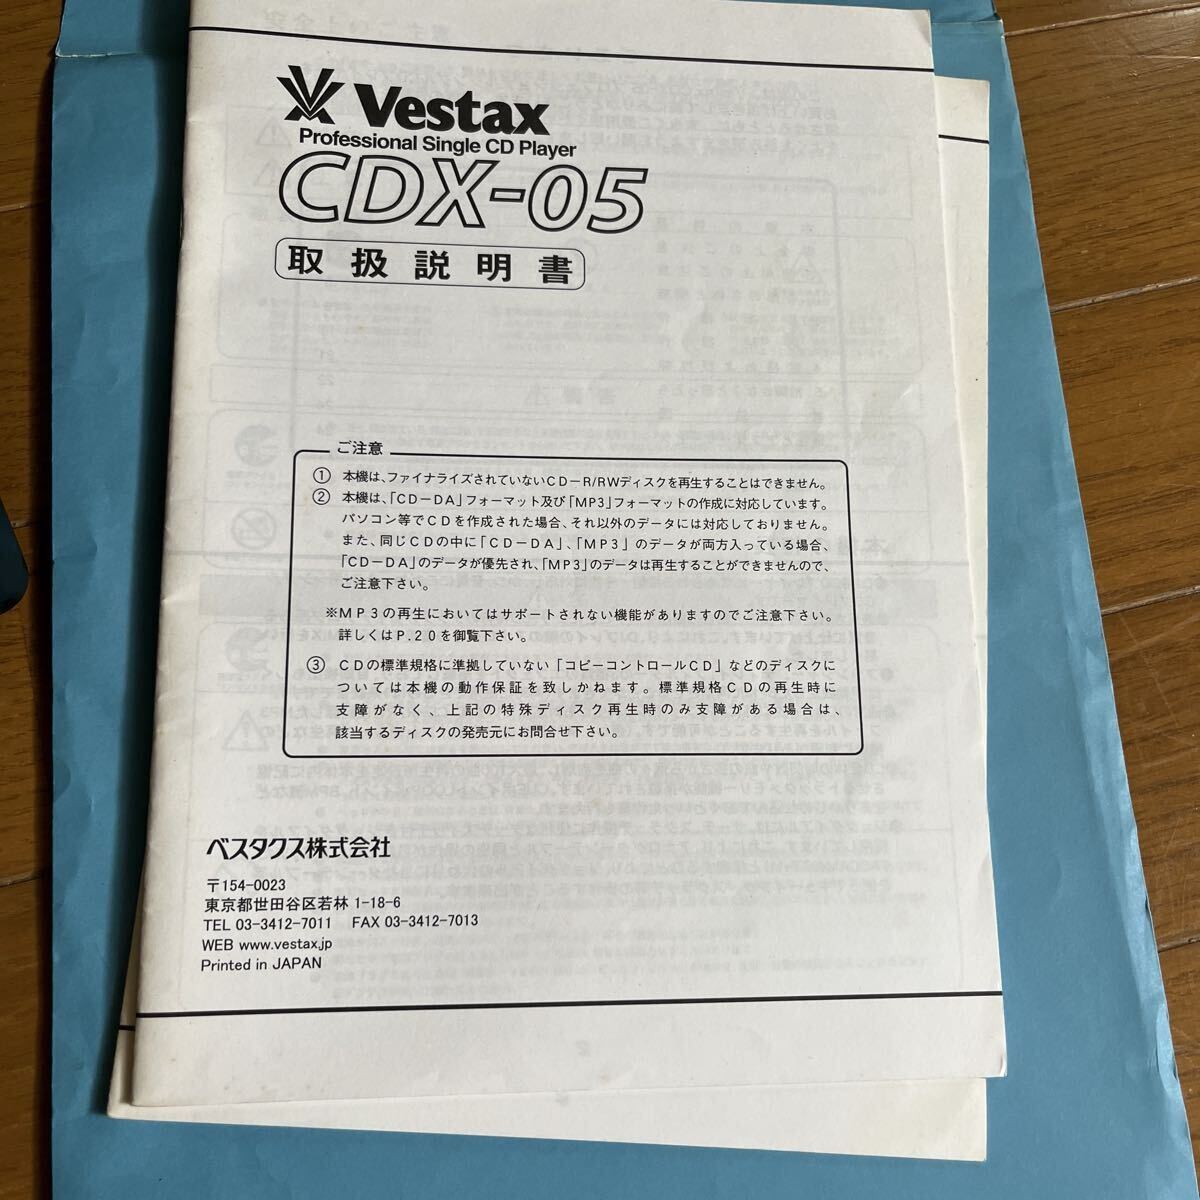 Vestax
Professional Single CD Player
CDX-05
取扱説明書
ご注意
① 本機は、ファイナライズされていないCD－R/RWディスクを再生することはできません。
② 本機は、「CD－DA」フォーマット及び「MP3」フォーマットの作成に対応しています。
パソコン等でCDを作成された場合、それ以外のデータには対応しておりません。
また、同じCDの中に「CD－DA」、「MP3」のデータが両方入っている場合、
「CD－DA」のデータが優先され、「MP3」のデータは再生することができませんので、
ご注意下さい。
※MP3の再生においてはサポートされない機能がありますのでご注意下さい。
詳しくはP.20を御覧下さい。
③ CDの標準規格に準拠していない「コピーコントロールCD」などのディスクに
ついては本機の動作保証を致しかねます。標準規格CDの再生時に
支障がなく、上記の特殊ディスク再生時のみ支障がある場合は、
該当するディスクの発売元にお問合せ下さい。
ベスタクス株式会社
〒154-0023
東京都世田谷区若林 1-18-6
TEL 03-3412-7011 FAX 03-3412-7013
WEB www.vestax.jp
Printed in JAPAN